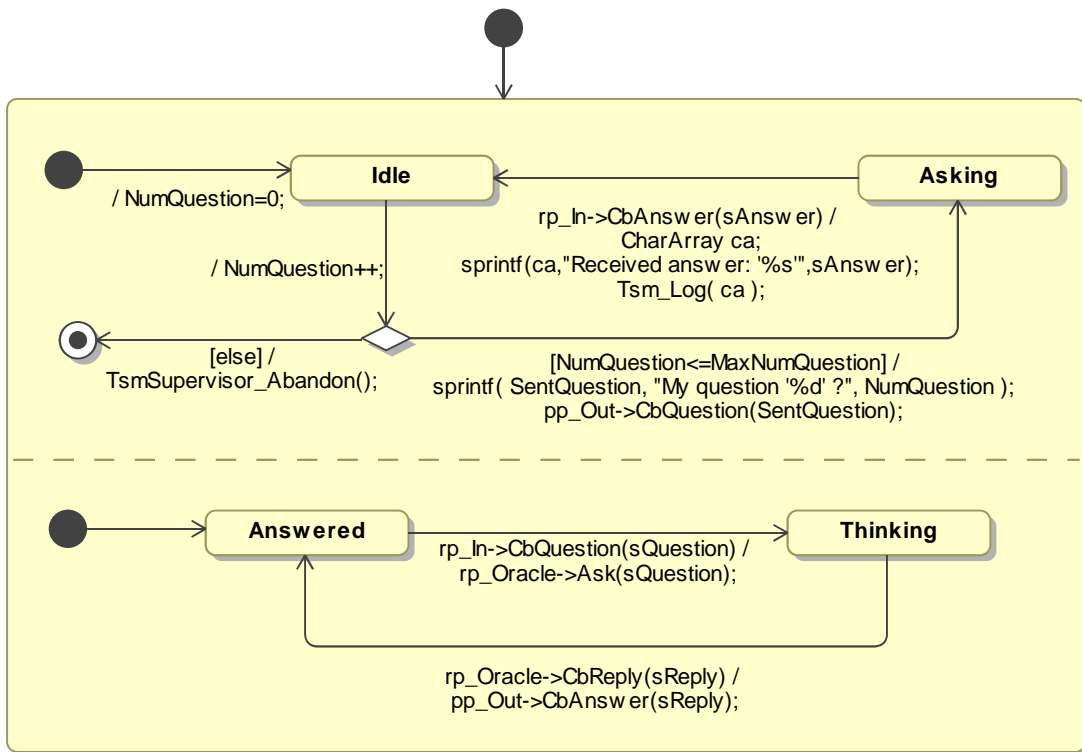 Idle
Asking
/ NumQuestion=0;
rp_In->CbAnswer(sAnswer) /
CharArray ca;
sprintf(ca,"Received answer: '%s'",sAnswer);
Tsm_Log( ca );
/ NumQuestion++;
[else] /
TsmSupervisor_Abandon();
[NumQuestion<=MaxNumQuestion] /
sprintf( SentQuestion, "My question '%d' ?", NumQuestion );
pp_Out->CbQuestion(SentQuestion);
Answered
Thinking
rp_In->CbQuestion(sQuestion) /
rp_Oracle->Ask(sQuestion);
rp_Oracle->CbReply(sReply) /
pp_Out->CbAnswer(sReply);